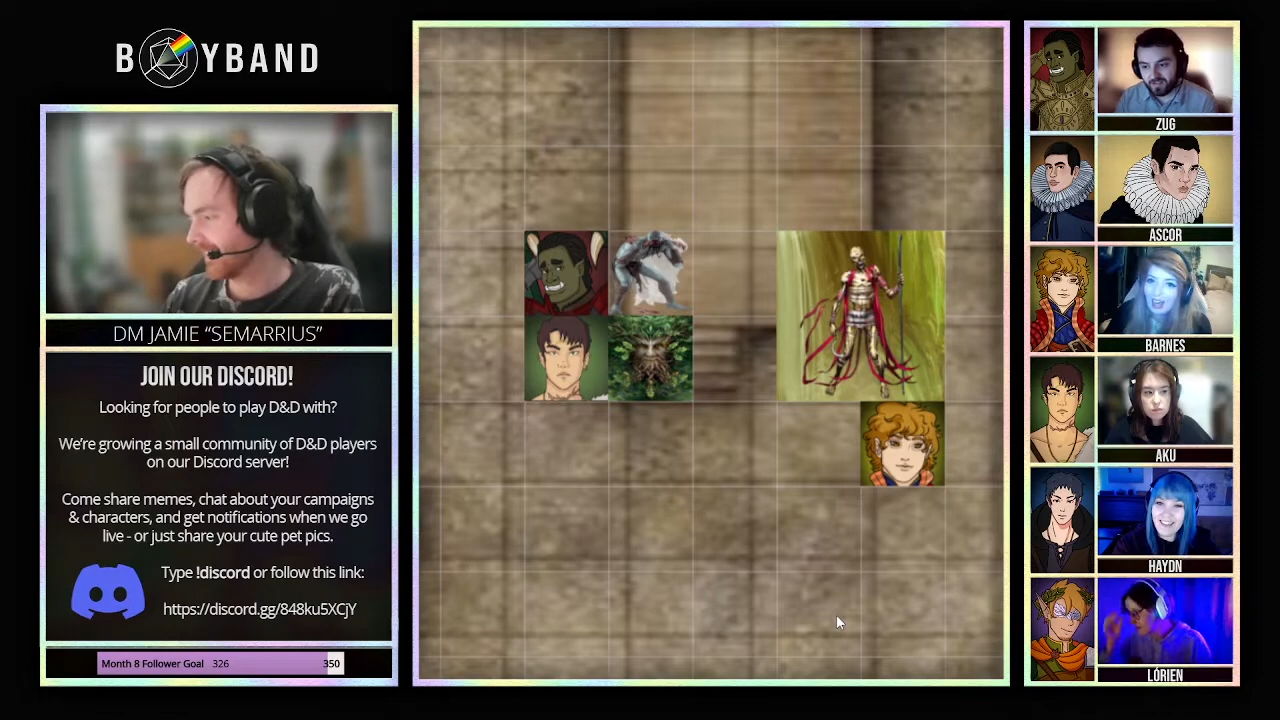 BOYBAND
DM JAMIE “SEMARRIUS”
JOIN OUR DISCORD!
Looking for people to play D&D with?
We’re growing a small community of D&D players
on our Discord server!
Come share memes, chat about your campaigns
& characters, and get notifications when we go
live - or just share your cute pet pics.
Type !discord or follow this link:
https://discord.gg/848ku5XCjY
Month 8 Follower Goal 326 350
ZUG
ASCOR
BARNES
AKU
HAYDN
LÓRIEN